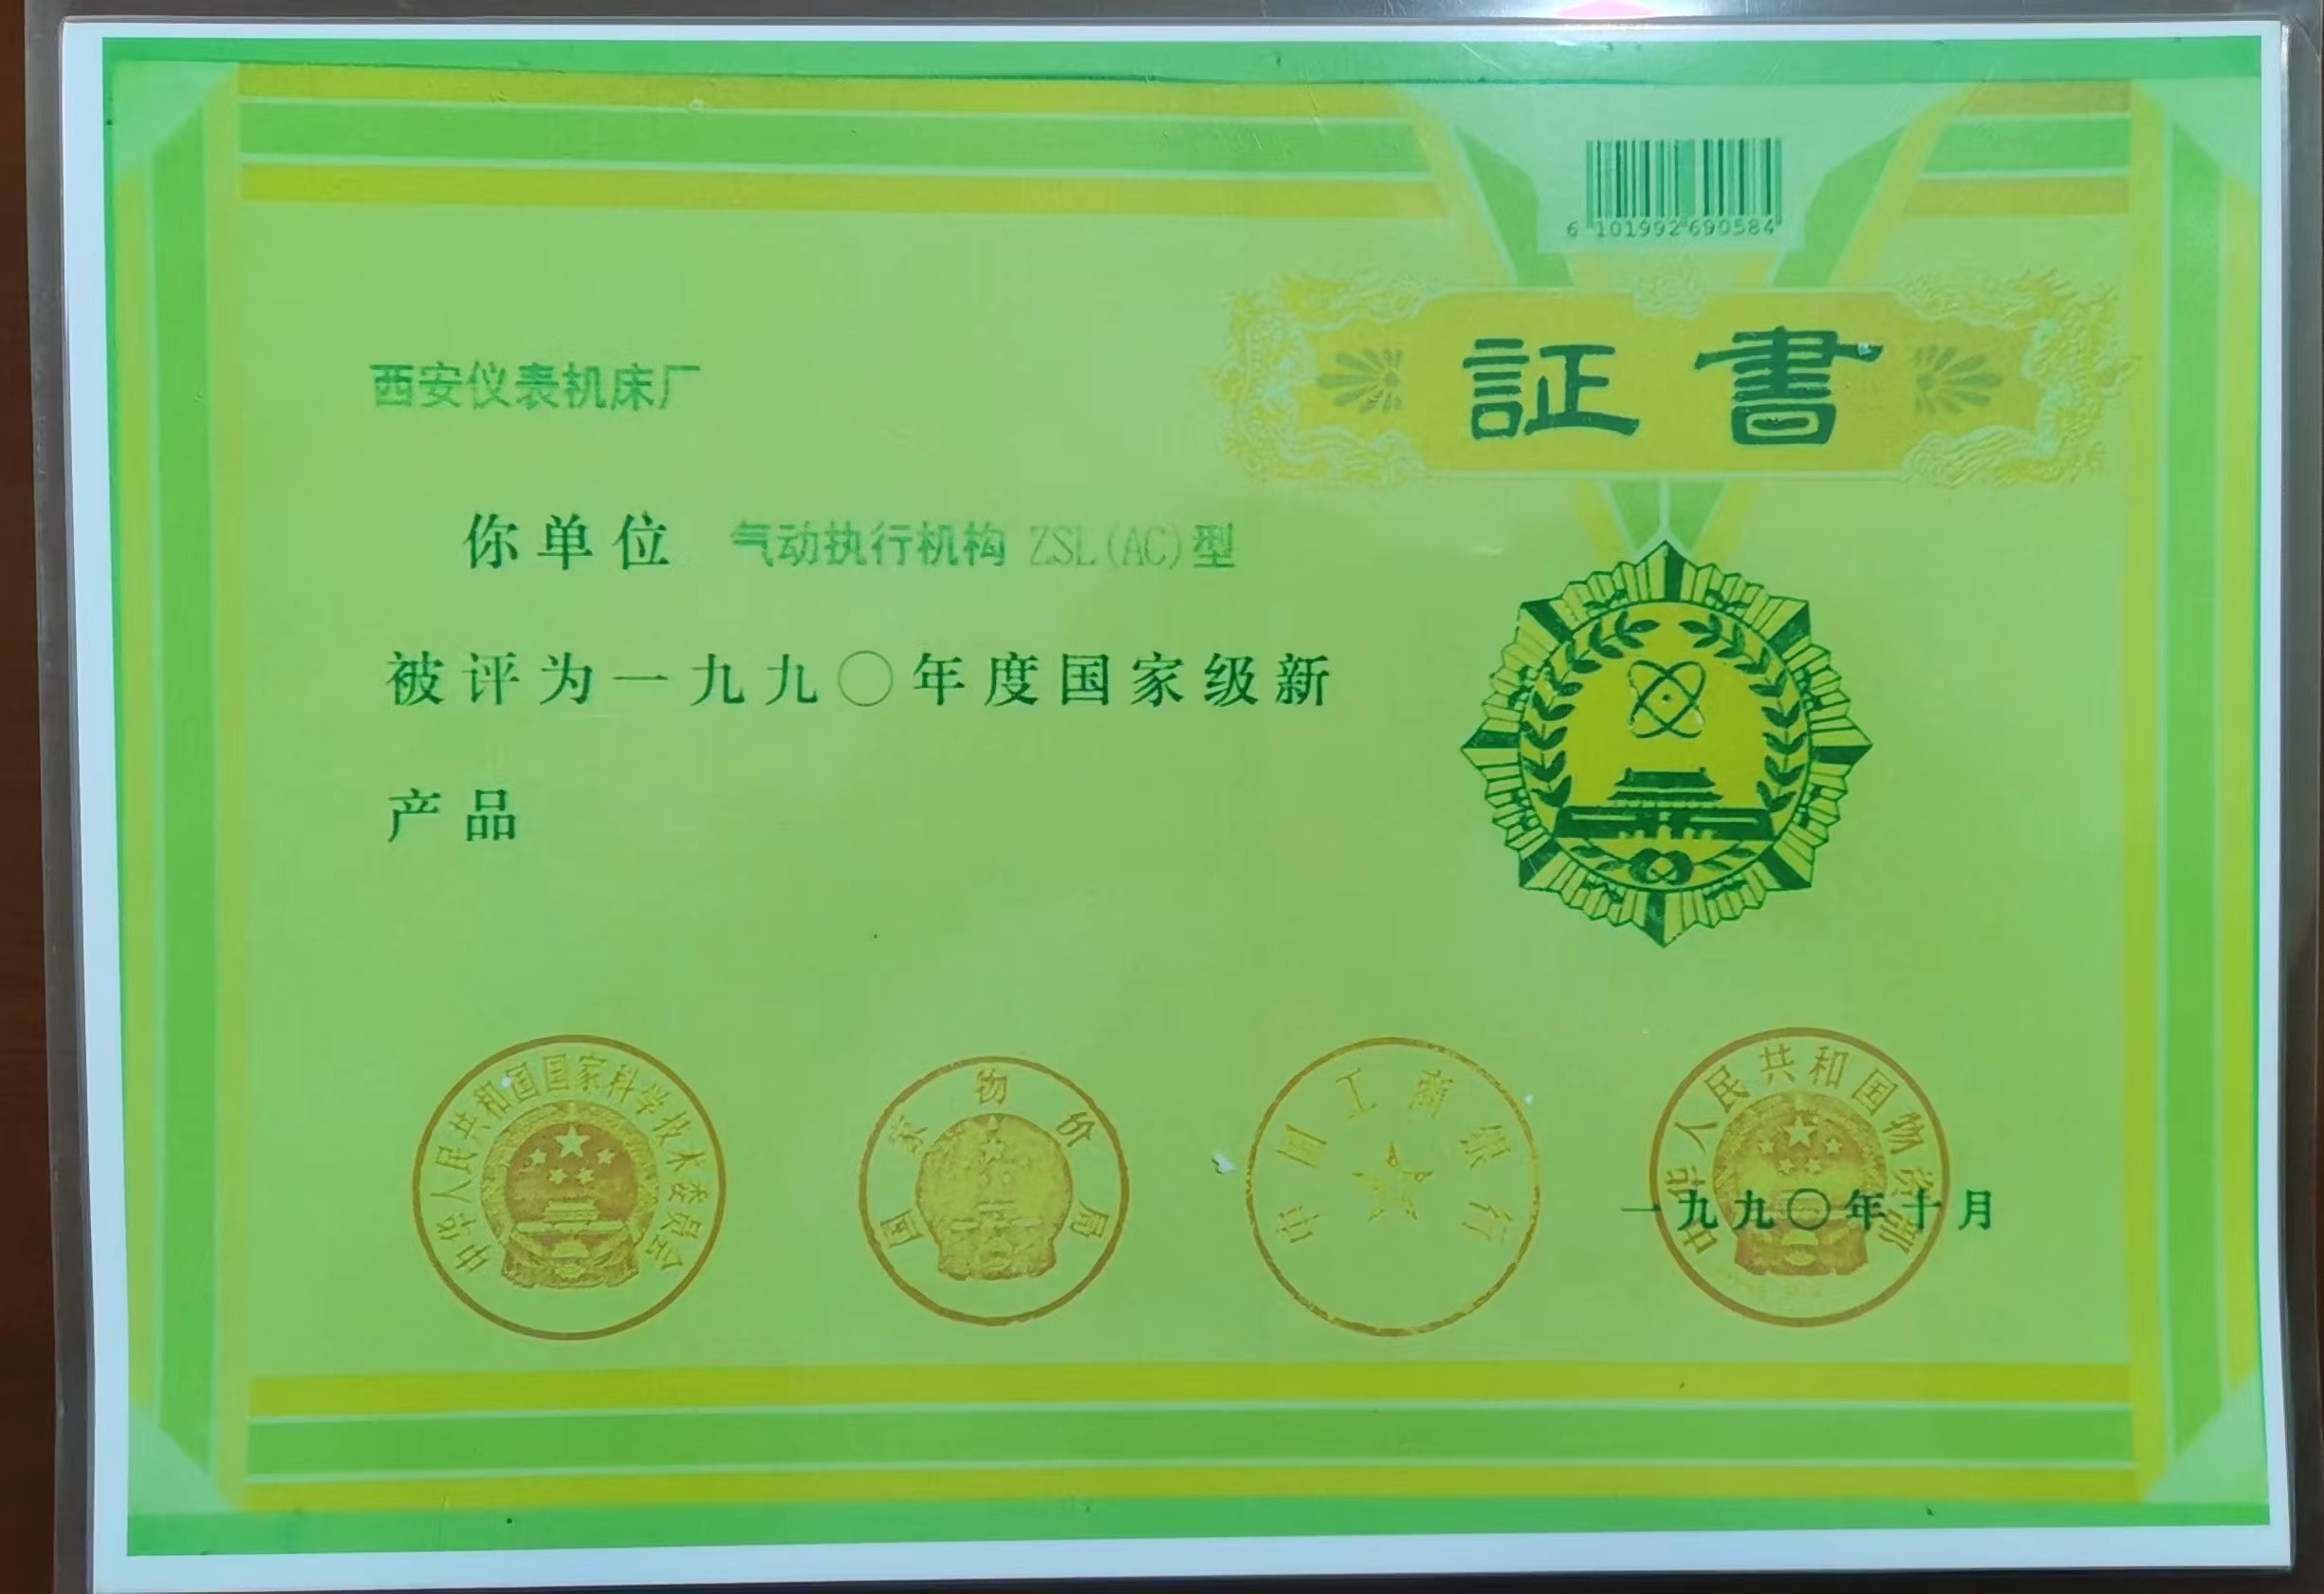 6 101992 690584
証書
西安仪表机床厂
你单位 气动执行机构 ZSL(AC)型
被评为一九九〇年度国家级新
产品
中华人民共和国国家科学技术委员会
国家物价局
中国工商银行
中华人民共和国物资部
一九九〇年十月